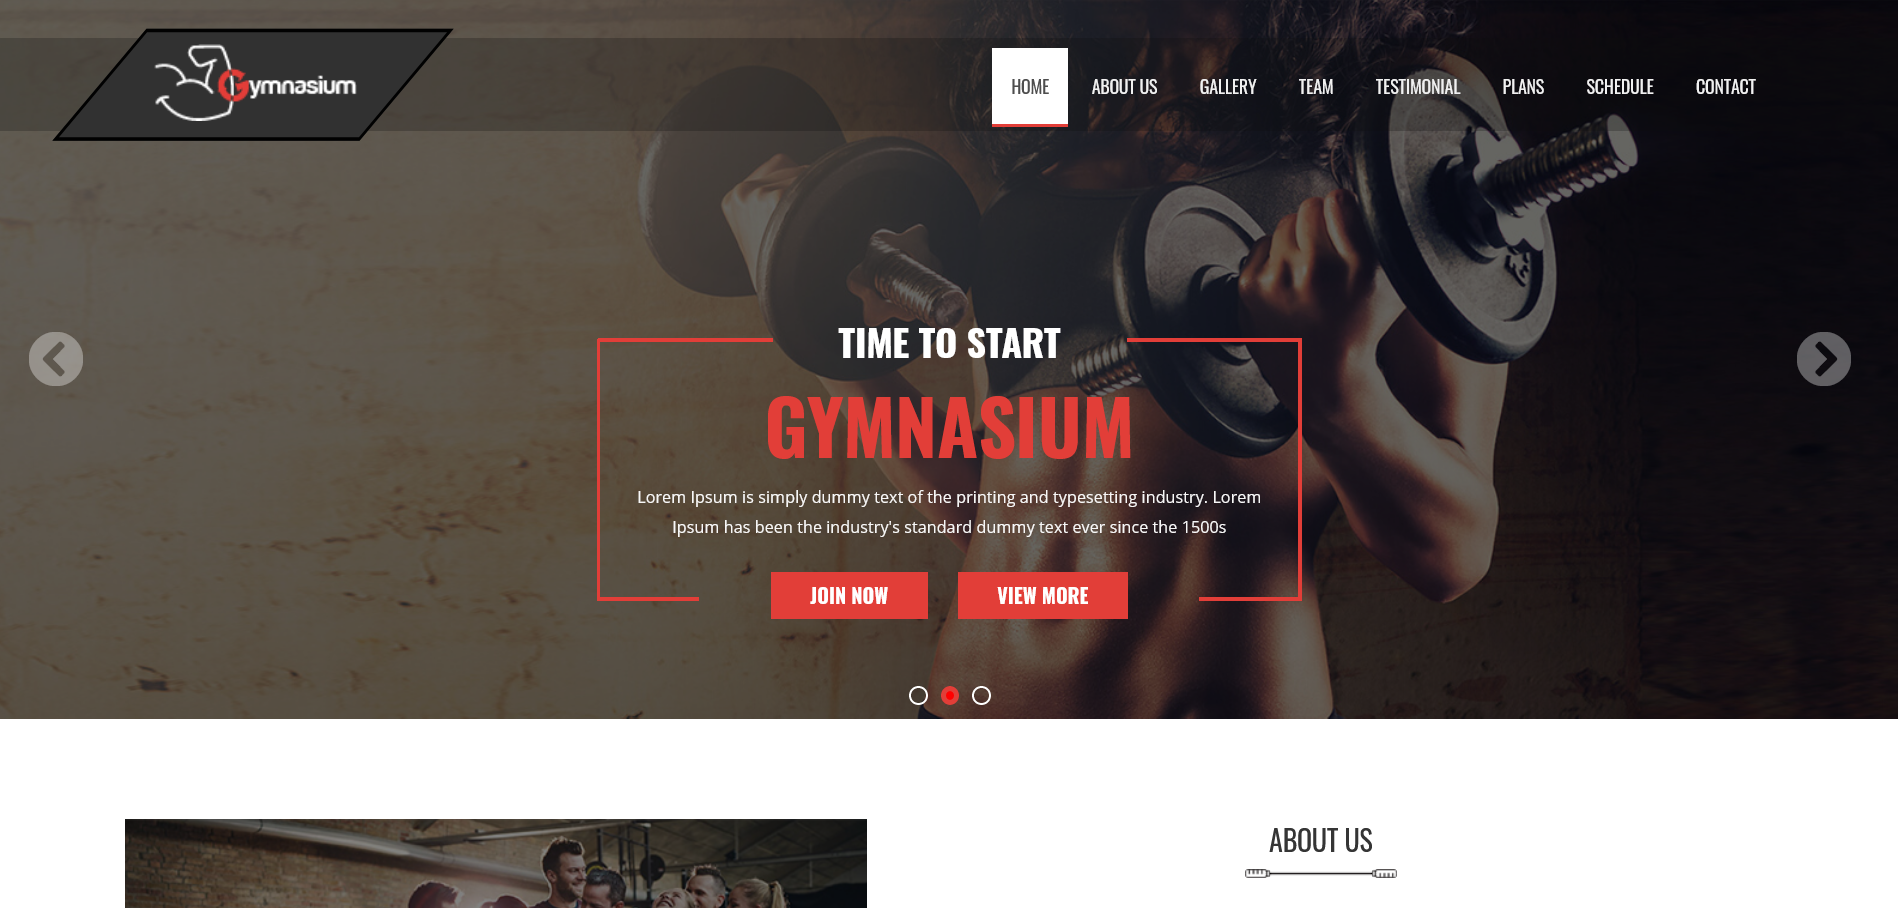 Gymnasium
HOME ABOUT US GALLERY TEAM TESTIMONIAL PLANS SCHEDULE CONTACT
TIME TO START
GYMNASIUM
Lorem Ipsum is simply dummy text of the printing and typesetting industry. Lorem
Ipsum has been the industry's standard dummy text ever since the 1500s
JOIN NOW VIEW MORE
ABOUT US